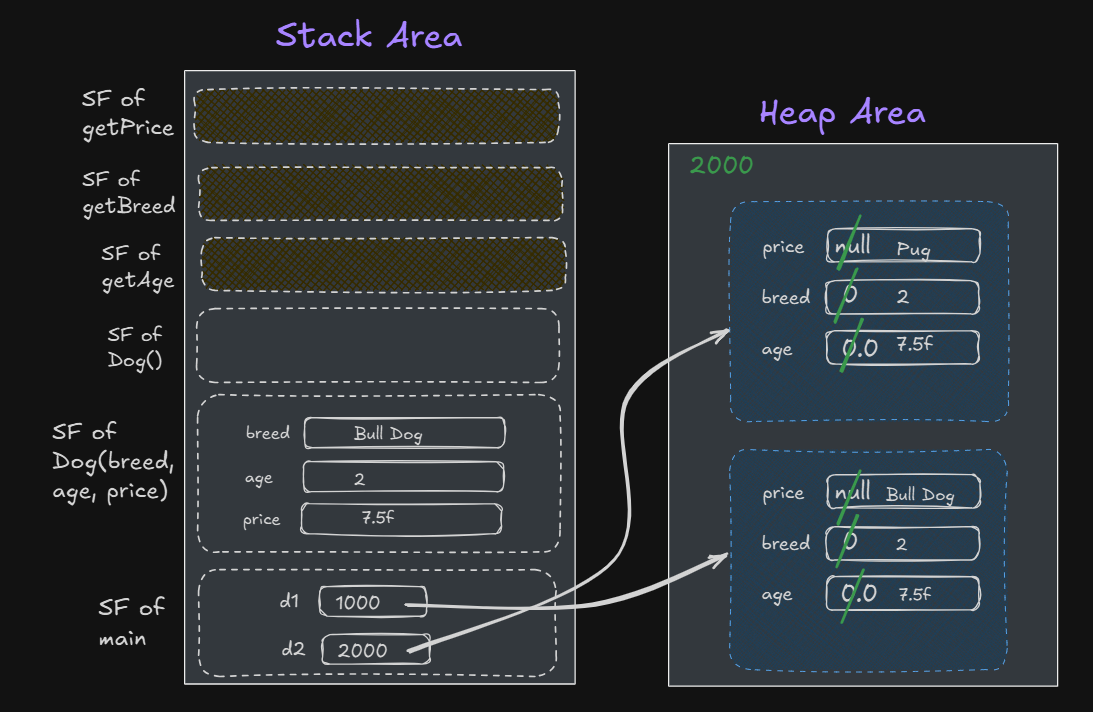 Stack Area
SF of
getPrice
SF of
getBreed
SF of
getAge
SF of
Dog()
SF of
Dog(breed,
age, price)
breed Bull Dog
age 2
price 7.5f
SF of
main
d1 1000
d2 2000
Heap Area
2000
price null Pug
breed 0 2
age 0.0 7.5f
price null Bull Dog
breed 0 2
age 0.0 7.5f